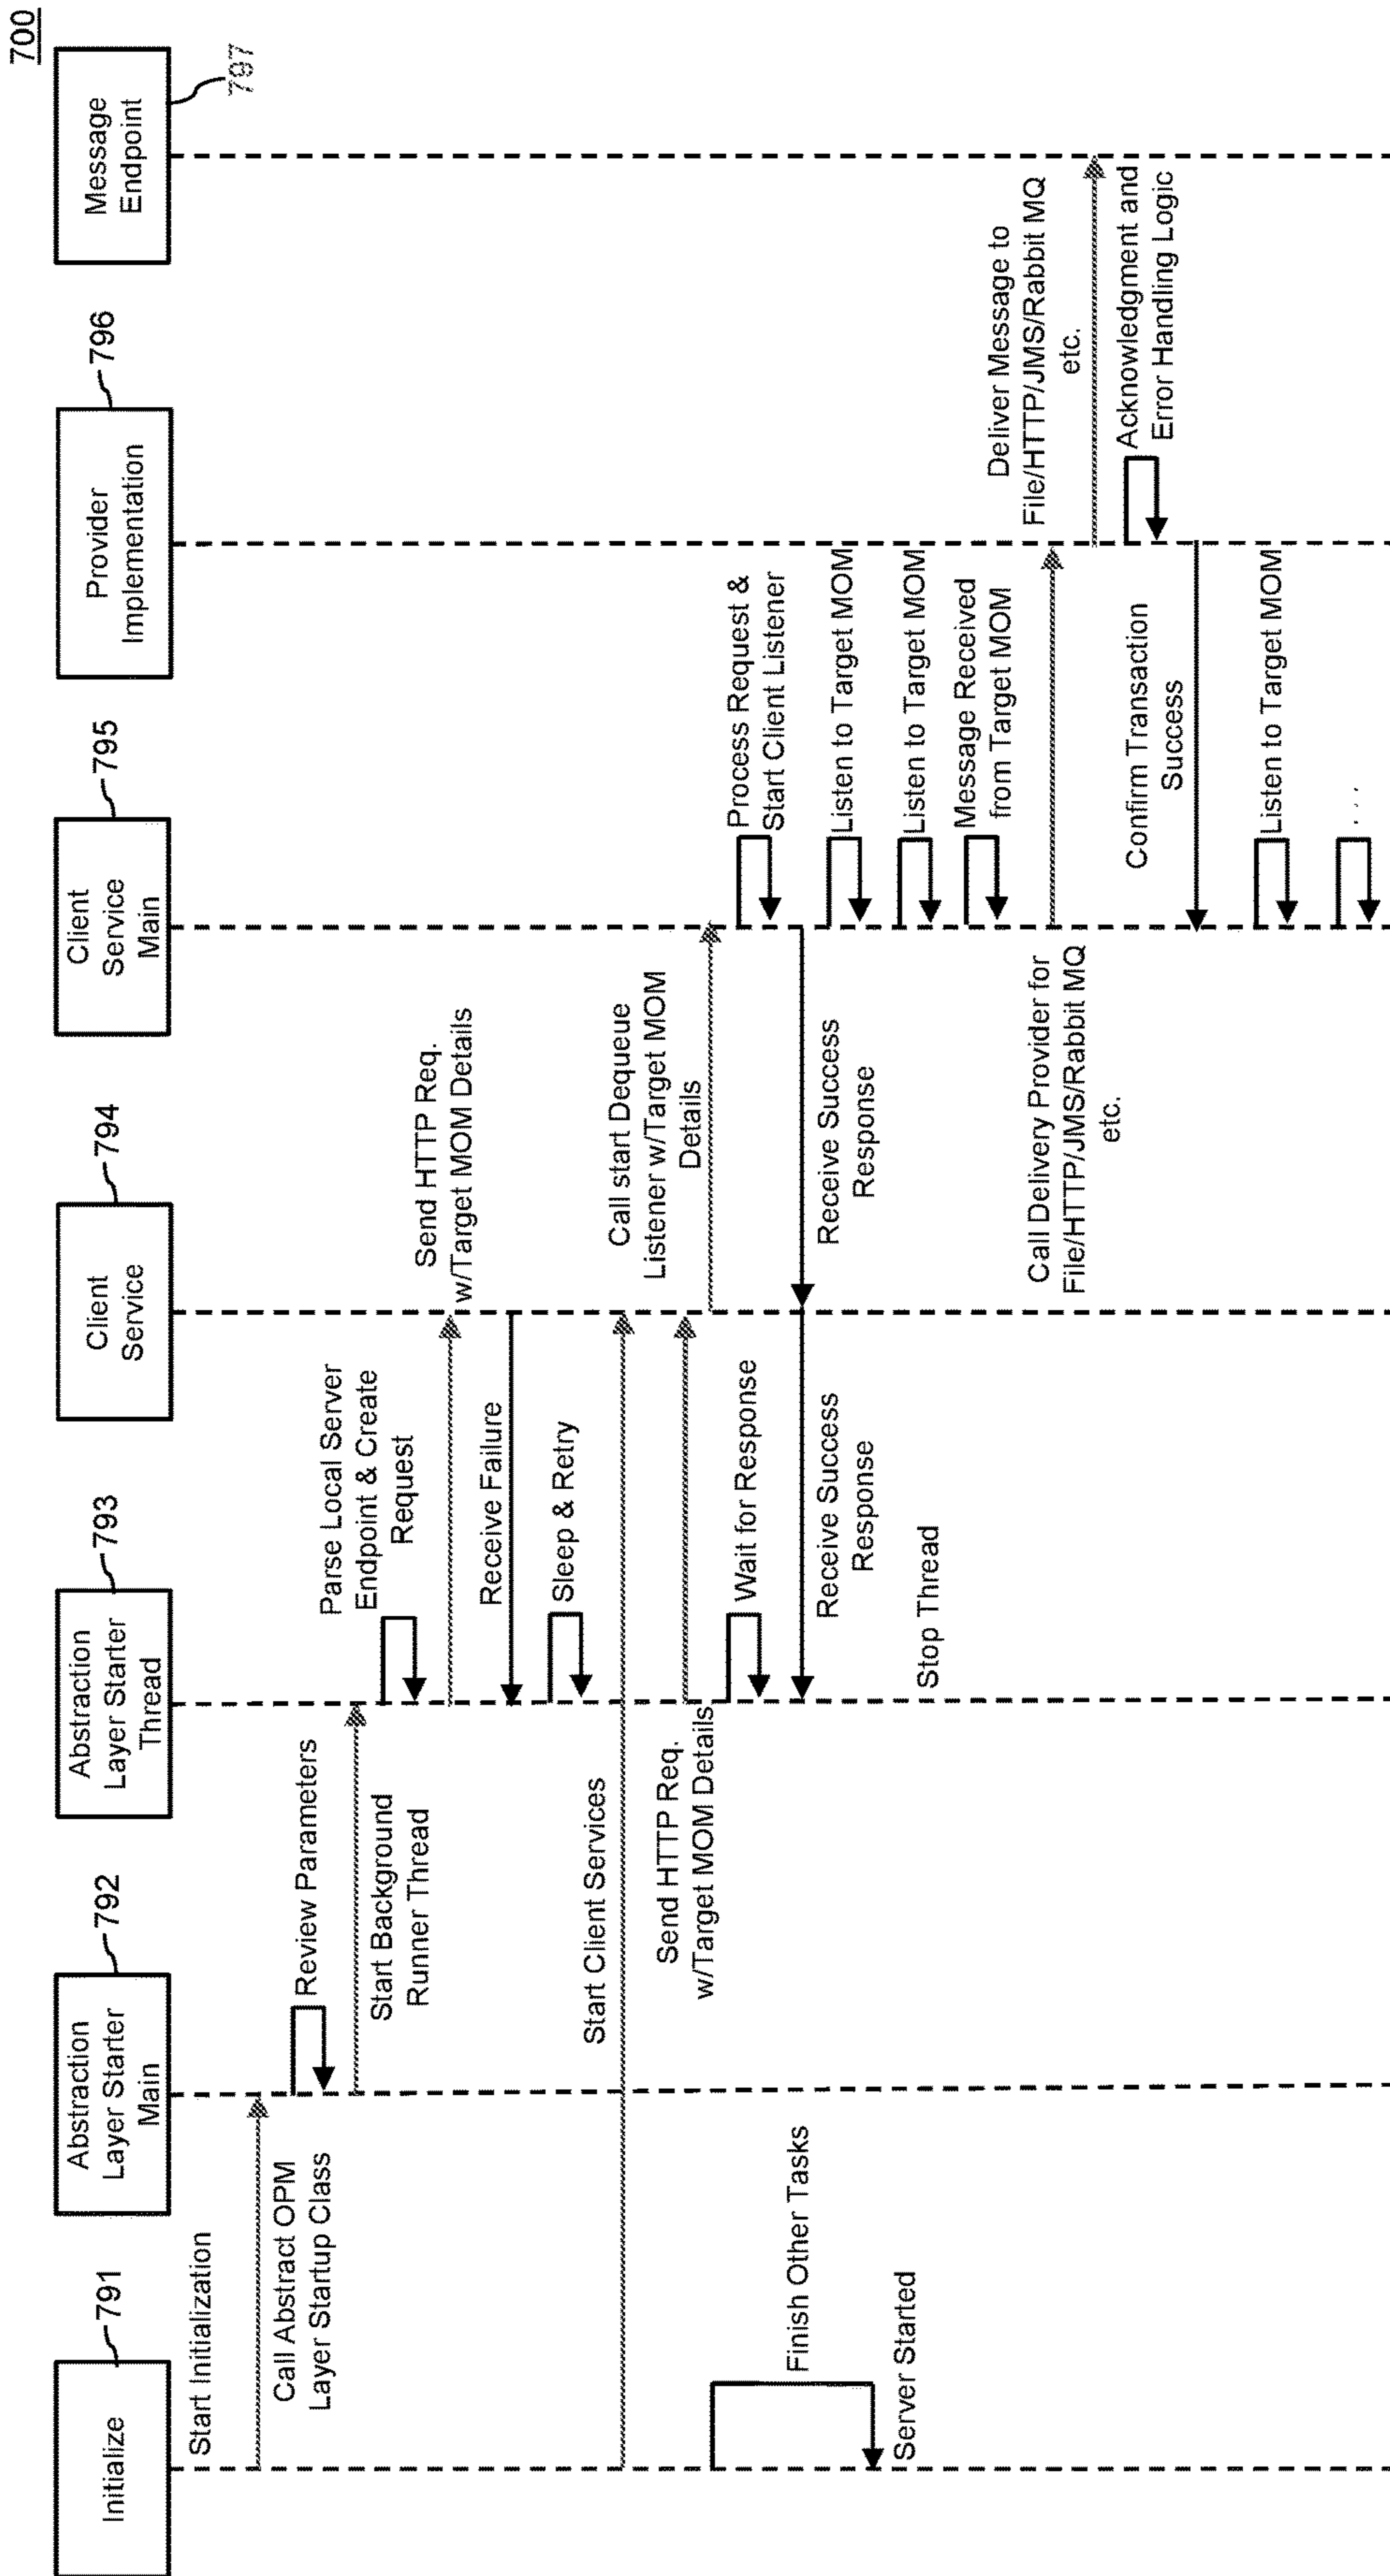 700
Initialize
791
Abstraction
Layer Starter
Main
792
Abstraction
Layer Starter
Thread
793
Client
Service
794
Client
Service
Main
795
Provider
Implementation
796
Message
Endpoint
797
Start Initialization
Call Abstract OPM
Layer Startup Class
Review Parameters
Start Background
Runner Thread
Parse Local Server
Endpoint & Create
Request
Send HTTP Req.
w/Target MOM Details
Receive Failure
Sleep & Retry
Start Client Services
Send HTTP Req.
w/Target MOM Details
Call start Dequeue
Listener w/Target MOM
Details
Finish Other Tasks
Wait for Response
Process Request &
Start Client Listener
Receive Success
Response
Receive Success
Response
Listen to Target MOM
Server Started
Stop Thread
Listen to Target MOM
Message Received
from Target MOM
Call Delivery Provider for
File/HTTP/JMS/Rabbit MQ
etc.
Deliver Message to
File/HTTP/JMS/Rabbit MQ
etc.
Acknowledgment and
Error Handling Logic
Confirm Transaction
Success
Listen to Target MOM
. . .